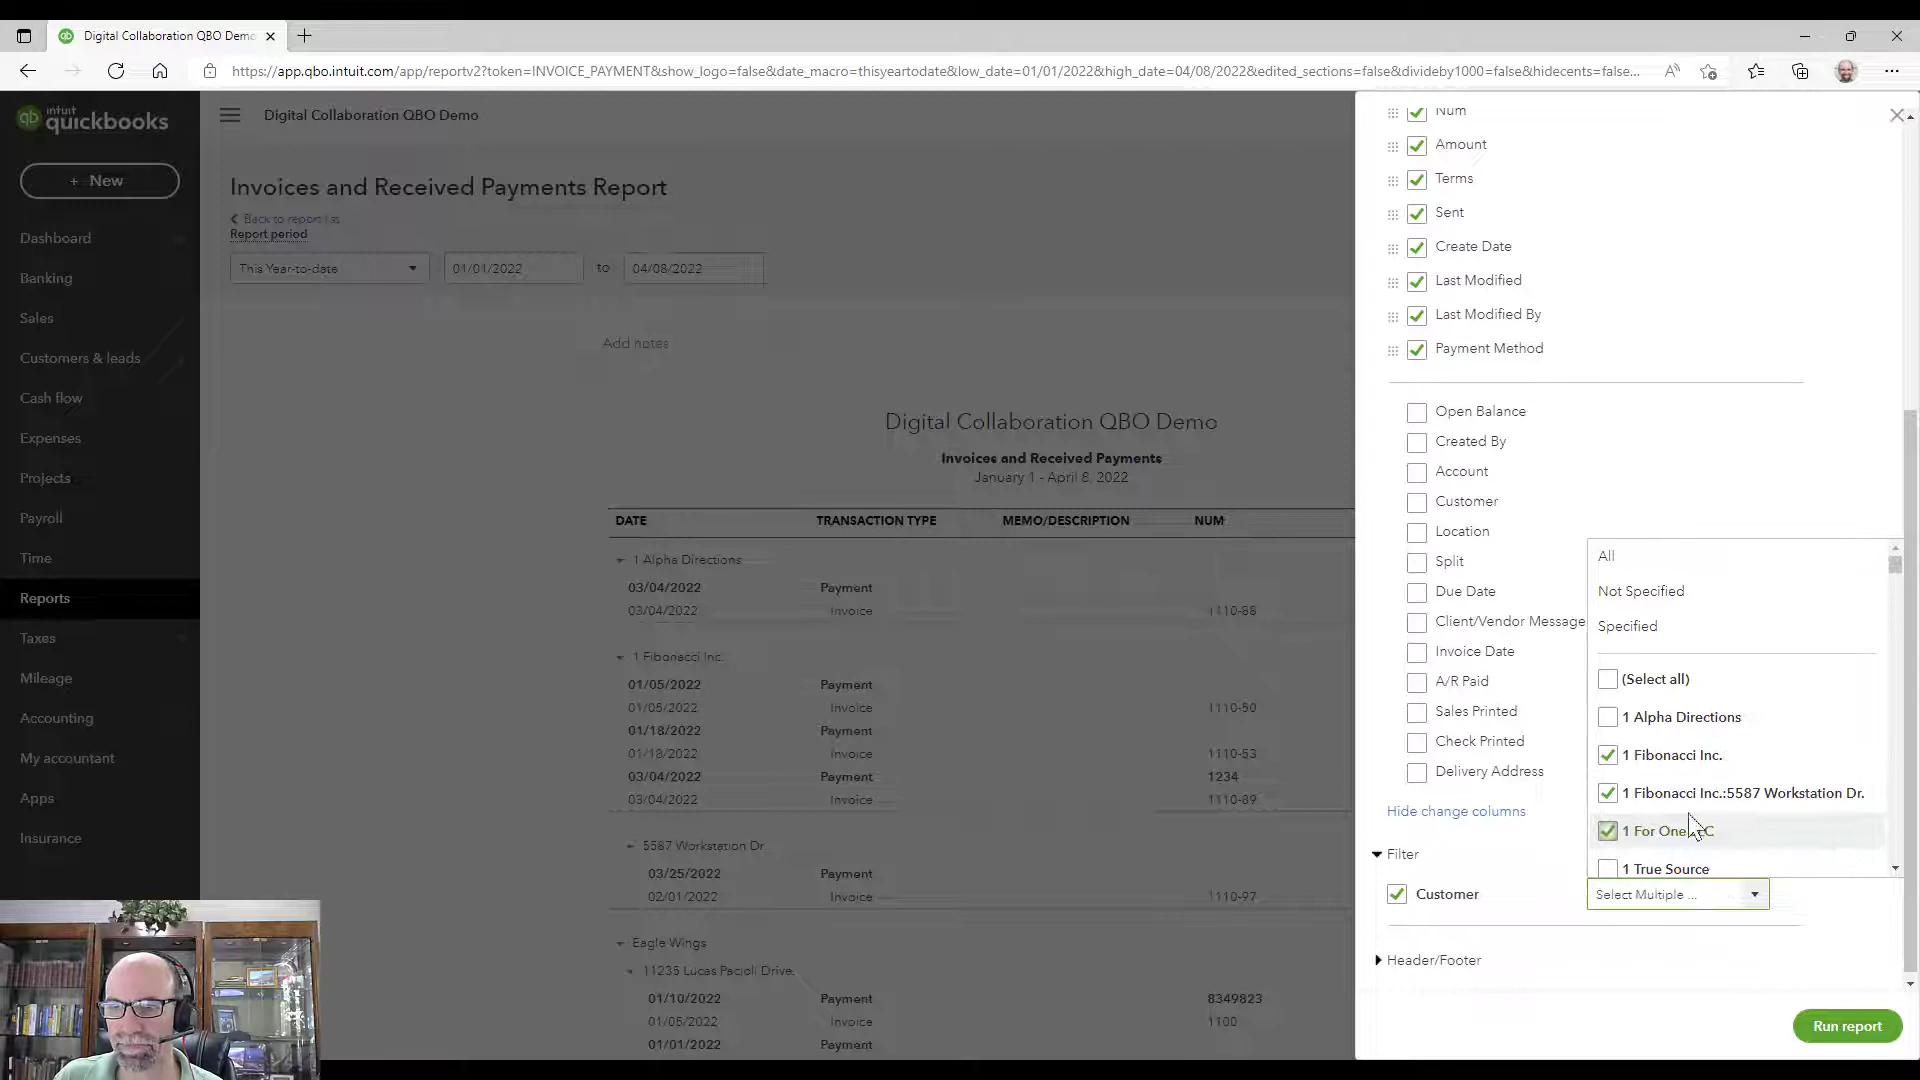 Digital Collaboration QBO Demo
https://app.qbo.intuit.com/app/reportv2?token=INVOICE_PAYMENT&show_logo=false&date_macro=thisyeartodate&low_date=01/01/2022&high_date=04/08/2022&edited_sections=false&divideby1000=false&hidecents=false...
intuit
quickbooks
qb
+ New
Dashboard
Banking
Sales
Customers & leads
Cash flow
Expenses
Projects
Payroll
Time
Reports
Taxes
Mileage
Accounting
My accountant
Apps
Insurance
Digital Collaboration QBO Demo
Invoices and Received Payments Report
Back to report list
Report period
This Year-to-date
01/01/2022
to
04/08/2022
Add notes
Digital Collaboration QBO Demo
Invoices and Received Payments
January 1 - April 8, 2022
DATE TRANSACTION TYPE MEMO/DESCRIPTION NUM
1 Alpha Directions
03/04/2022 Payment
03/04/2022 Invoice 1110-88
1 Fibonacci Inc.
01/05/2022 Payment
01/05/2022 Invoice 1110-50
01/18/2022 Payment
01/18/2022 Invoice 1110-53
03/04/2022 Payment 1234
03/04/2022 Invoice 1110-89
5587 Workstation Dr.
03/25/2022 Payment
02/01/2022 Invoice 1110-97
Eagle Wings
11235 Lucas Pacioli Drive.
01/10/2022 Payment 8349823
01/05/2022 Invoice 1100
01/01/2022 Payment
Num
Amount
Terms
Sent
Create Date
Last Modified
Last Modified By
Payment Method
Open Balance
Created By
Account
Customer
Location
Split
Due Date
Client/Vendor Message
Invoice Date
A/R Paid
Sales Printed
Check Printed
Delivery Address
Hide change columns
Filter
Customer
All
Not Specified
Specified
(Select all)
1 Alpha Directions
1 Fibonacci Inc.
1 Fibonacci Inc.:5587 Workstation Dr.
1 For One
1 True Source
Select Multiple ...
Header/Footer
Run report